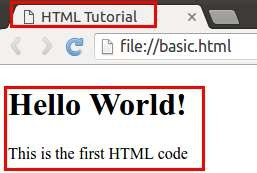 HTML Tutorial
file://basic.html
Hello World!
This is the first HTML code